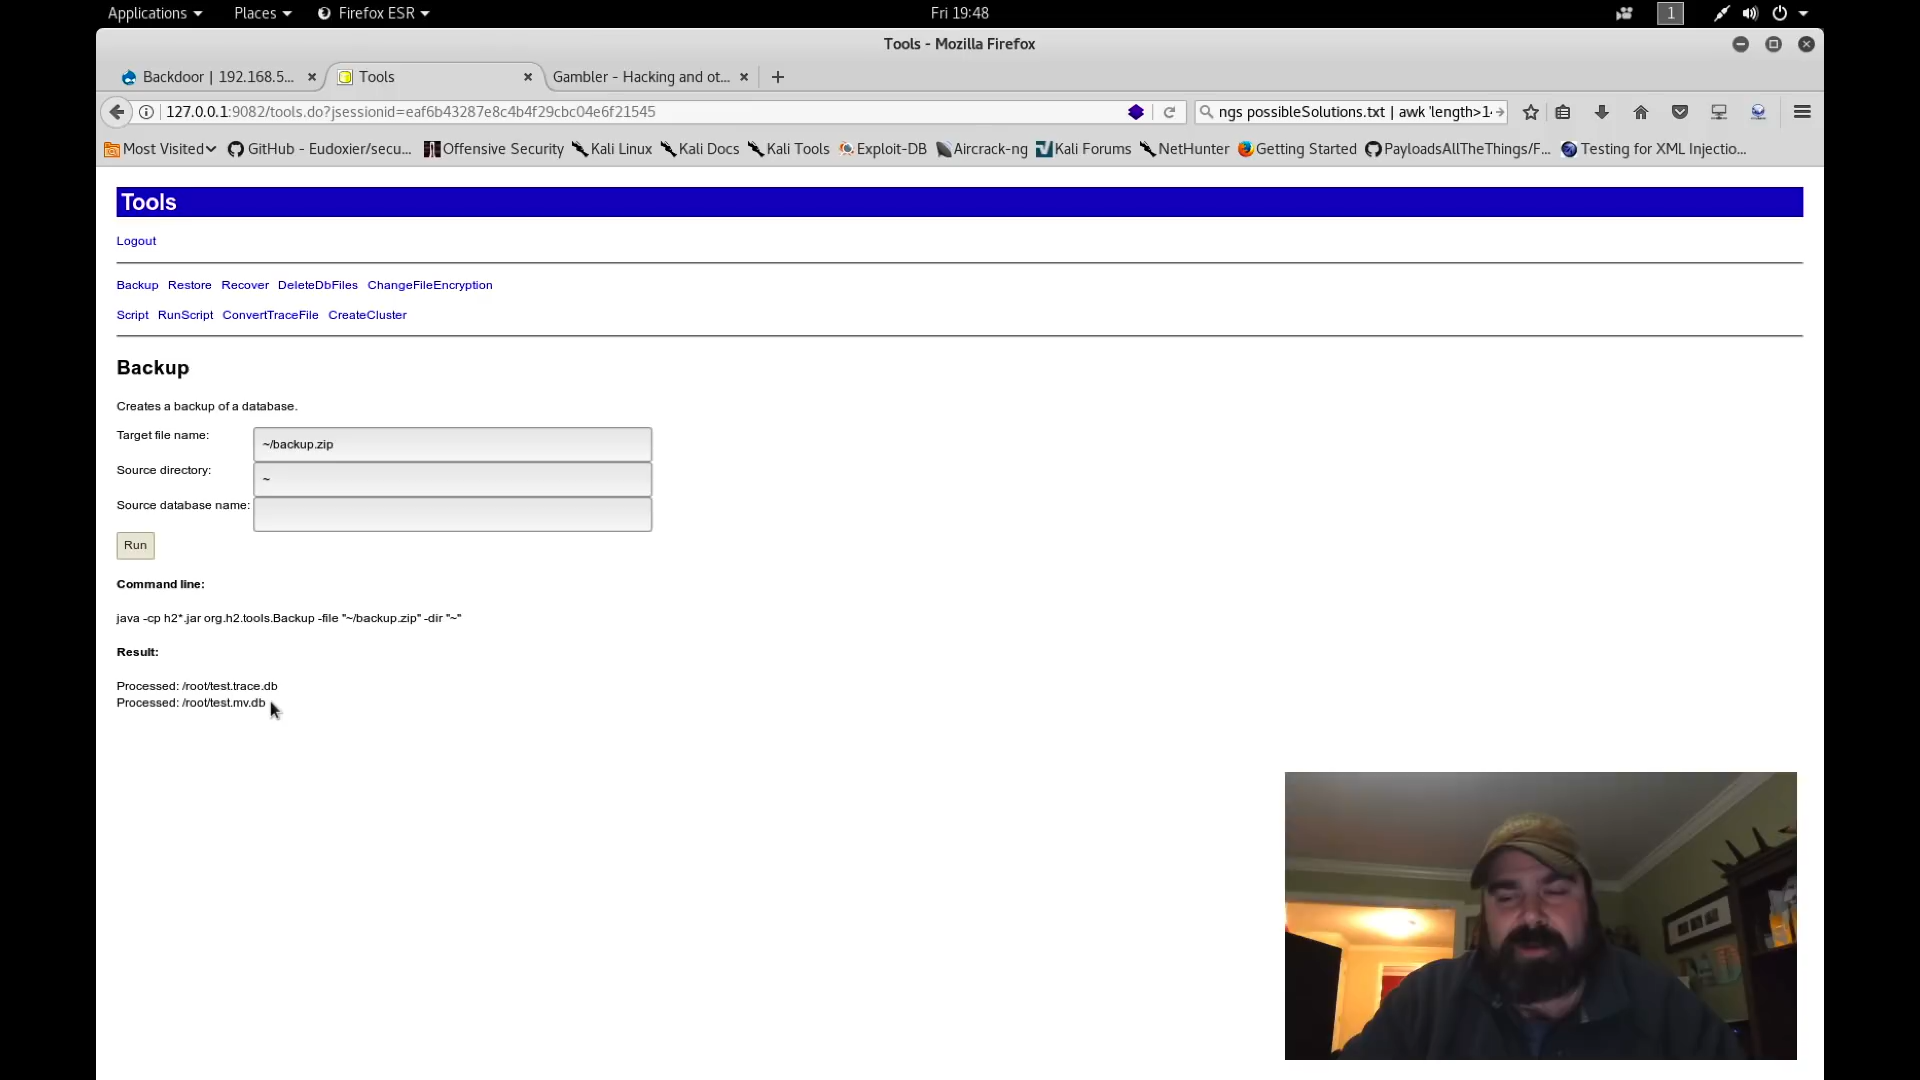 Applications Places Firefox ESR Fri 19:48 1
Tools - Mozilla Firefox
Backdoor | 192.168.5... Tools Gambler - Hacking and ot...
127.0.0.1:9082/tools.do?jsessionid=eaf6b43287e8c4b4f29cbc04e6f21545 ngs possibleSolutions.txt | awk 'length>1
Most Visited GitHub - Eudoxier/secu... Offensive Security Kali Linux Kali Docs Kali Tools Exploit-DB Aircrack-ng Kali Forums NetHunter Getting Started PayloadsAllTheThings/F... Testing for XML Injectio...
Tools
Logout
Backup Restore Recover DeleteDbFiles ChangeFileEncryption
Script RunScript ConvertTraceFile CreateCluster
Backup
Creates a backup of a database.
Target file name: ~/backup.zip
Source directory: ~
Source database name:
Run
Command line:
java -cp h2*.jar org.h2.tools.Backup -file "~/backup.zip" -dir "~"
Result:
Processed: /root/test.trace.db
Processed: /root/test.mv.db